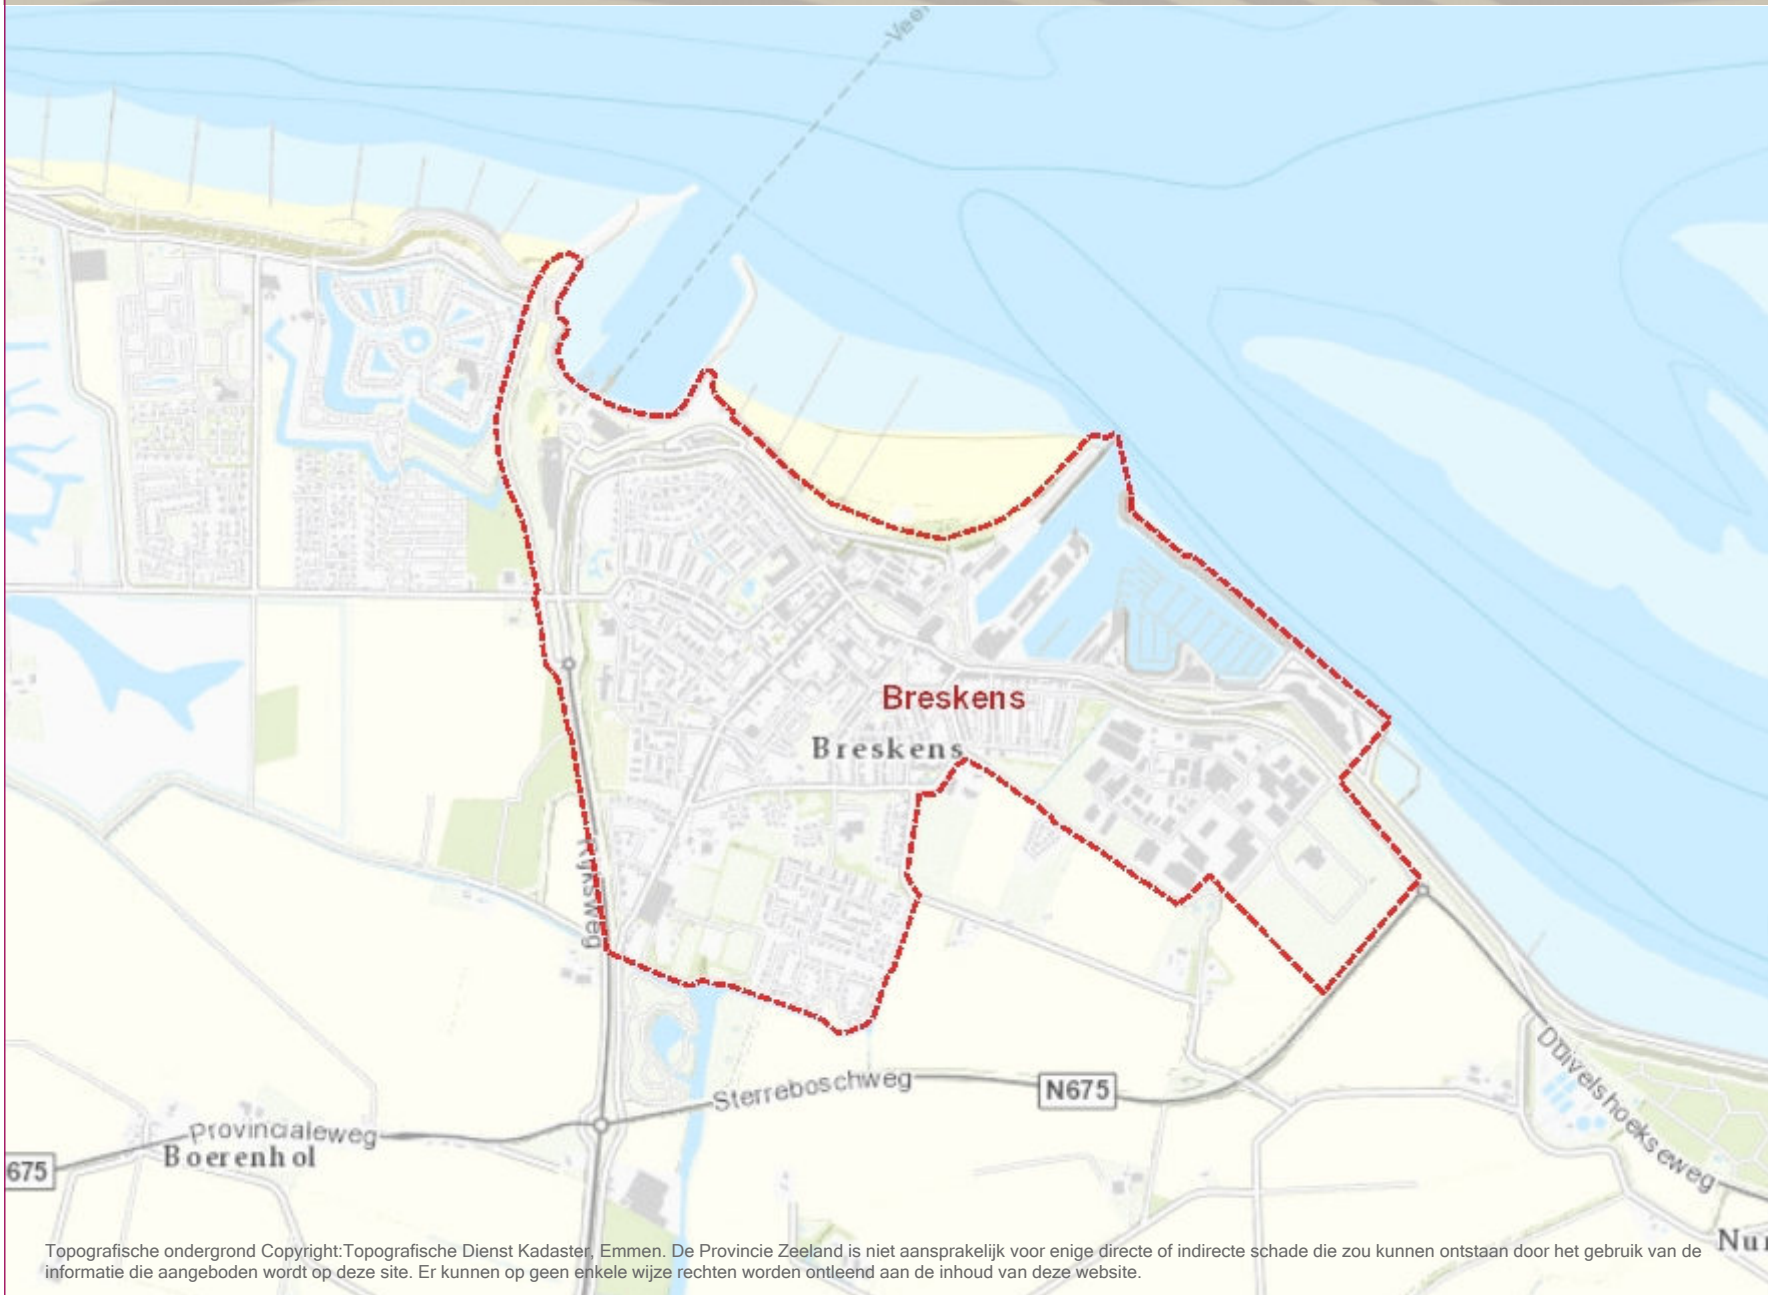 Veer
Breskens
Breskens
Rijksweg
Duivelshoekseweg
Sterreboschweg
N675
Provincialeweg
Boerenhol
675
Nur
Topografische ondergrond Copyright:Topografische Dienst Kadaster, Emmen. De Provincie Zeeland is niet aansprakelijk voor enige directe of indirecte schade die zou kunnen ontstaan door het gebruik van de
informatie die aangeboden wordt op deze site. Er kunnen op geen enkele wijze rechten worden ontleend aan de inhoud van deze website.